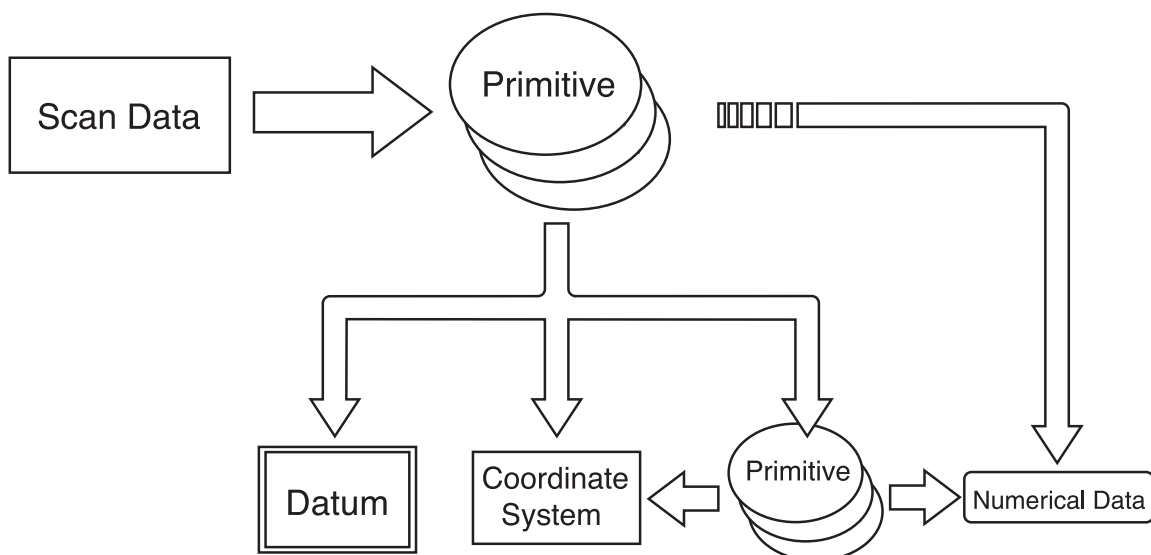 Scan Data
Primitive
Datum
Coordinate
System
Primitive
Numerical Data